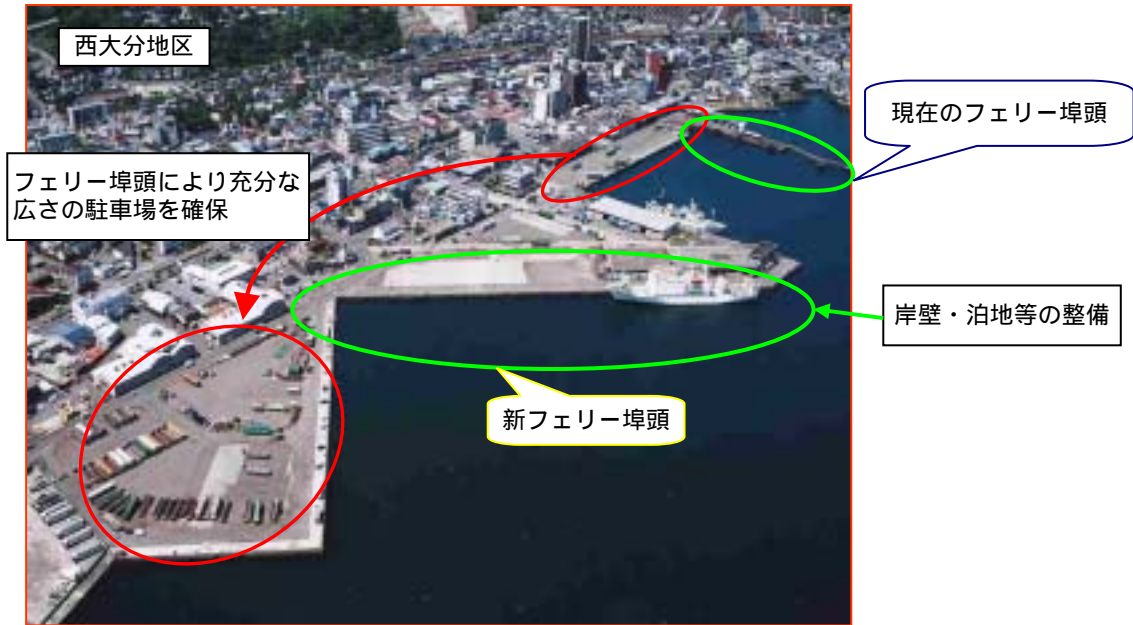 西大分地区
現在のフェリー埠頭
フェリー埠頭により充分な
広さの駐車場を確保
岸壁・泊地等の整備
新フェリー埠頭